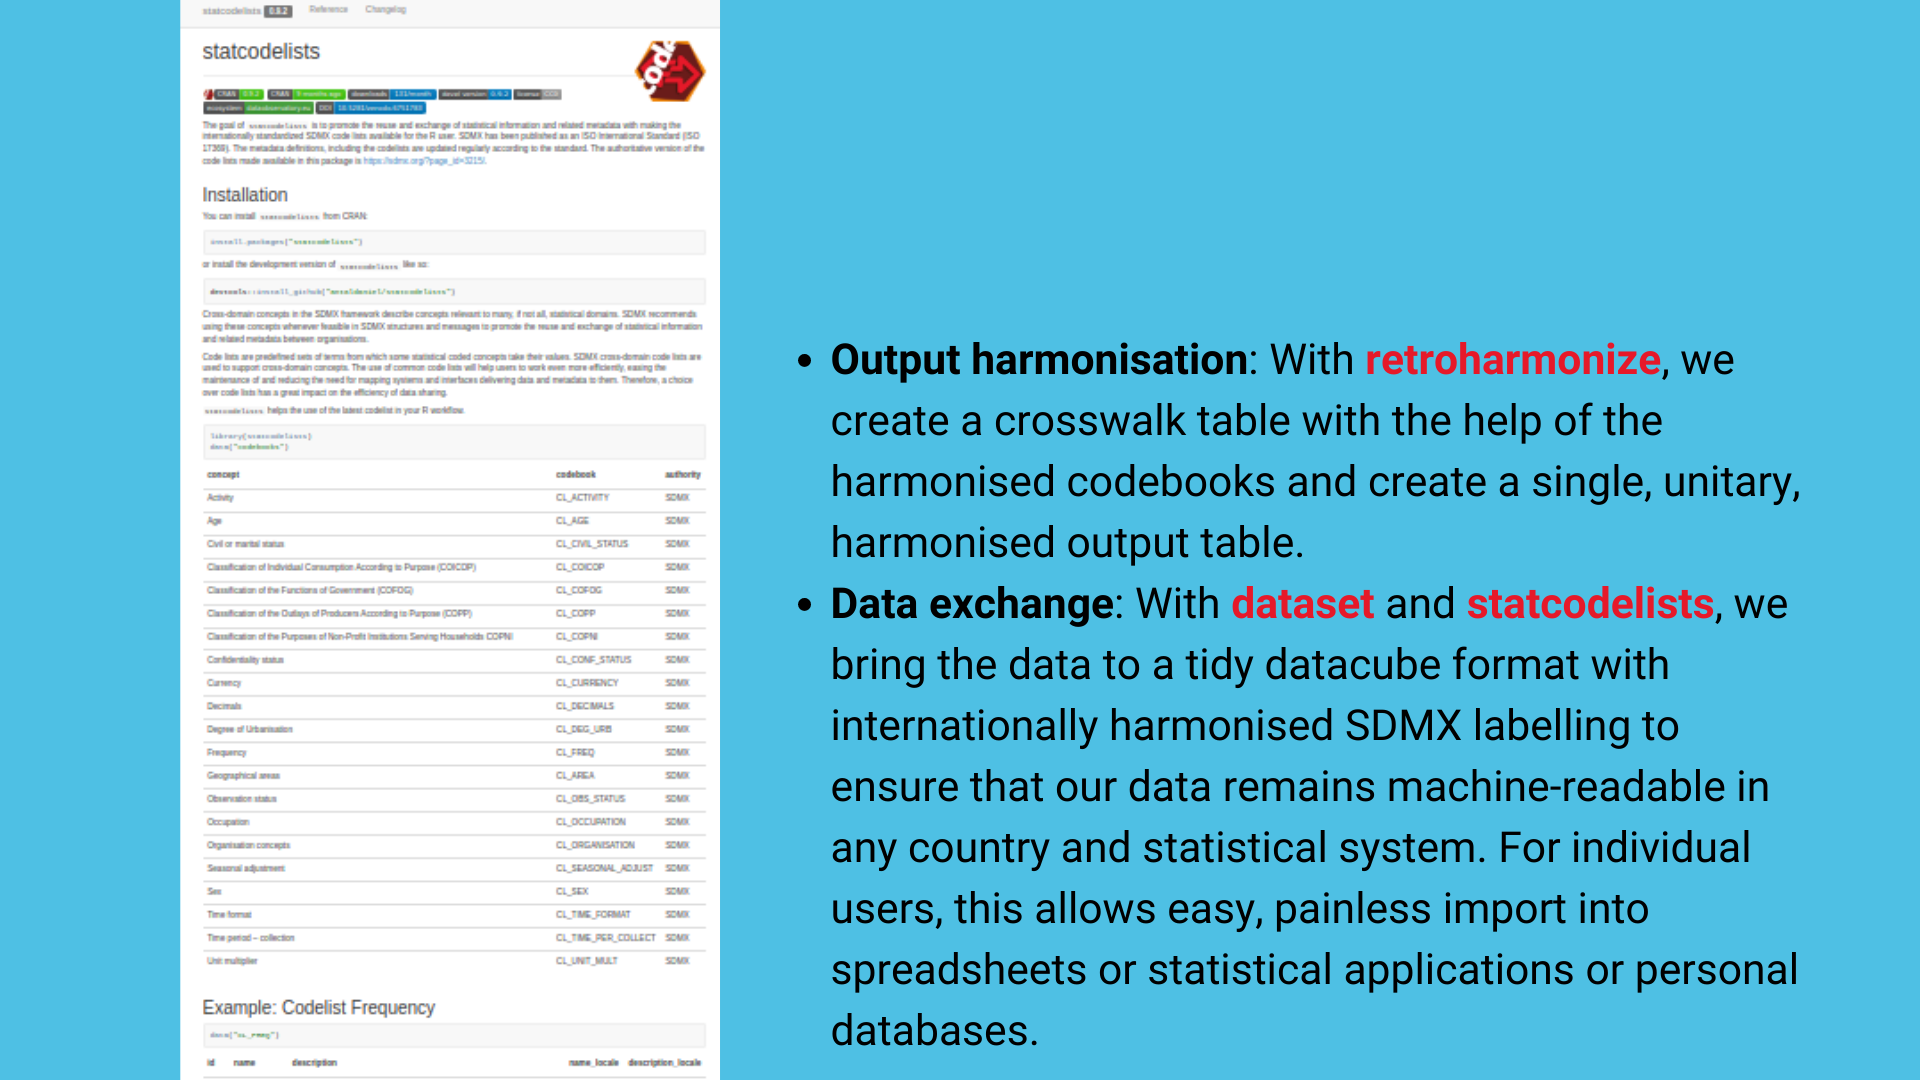 statcodelists 0.9.2 Reference Changelog
statcodelists
CRAN 0.9.2 CRAN 9 months ago downloads 131/month devel version 0.9.2 license CC0
ecosystem dataobservatory.eu DOI
The goal of statcodelists is to promote the reuse and exchange of statistical information and related metadata with making the
internationally standardized SDMX code lists available for the R user. SDMX has been published as an ISO International Standard (ISO
17369). The metadata definitions, including the codelists are updated regularly according to the standard. The authoritative version of the
code lists made available in this package is https://sdmx.org/?page_id=3215/.
Installation
You can install statcodelists from CRAN:
install.packages("statcodelists")
or install the development version of statcodelists like so:
devtools::install_github("antaldaniel/statcodelists")
Cross-domain concepts in the SDMX framework describe concepts relevant to many, if not all, statistical domains. SDMX recommends
using these concepts whenever feasible in SDMX structures and messages to promote the reuse and exchange of statistical information
and related metadata between organisations.
Code lists are predefined sets of terms from which some statistical coded concepts take their values. SDMX cross-domain code lists are
used to support cross-domain concepts. The use of common code lists will help users to work even more efficiently, easing the
maintenance of and reducing the need for mapping systems and interfaces delivering data and metadata to them. Therefore, a choice
over code lists has a great impact on the efficiency of data sharing.
statcodelists helps the use of the latest codelist in your R workflow.
library(statcodelists)
data("codebooks")
concept codebook authority
Activity CL_ACTIVITY SDMX
Age CL_AGE SDMX
Civil or marital status CL_CIVIL_STATUS SDMX
Classification of Individual Consumption According to Purpose (COICOP) CL_COICOP SDMX
Classification of the Functions of Government (COFOG) CL_COFOG SDMX
Classification of the Outlays of Producers According to Purpose (COPP) CL_COPP SDMX
Classification of the Purposes of Non-Profit Institutions Serving Households COPNI CL_COPNI SDMX
Confidentiality status CL_CONF_STATUS SDMX
Currency CL_CURRENCY SDMX
Decimals CL_DECIMALS SDMX
Degree of Urbanisation CL_DEG_URB SDMX
Frequency CL_FREQ SDMX
Geographical areas CL_AREA SDMX
Observation status CL_OBS_STATUS SDMX
Occupation CL_OCCUPATION SDMX
Organisation concepts CL_ORGANISATION SDMX
Seasonal adjustment CL_SEASONAL_ADJUST SDMX
Sex CL_SEX SDMX
Time format CL_TIME_FORMAT SDMX
Time period – collection CL_TIME_PER_COLLECT SDMX
Unit multiplier CL_UNIT_MULT SDMX
Example: Codelist Frequency
data("CL_FREQ")
id name description name_locale description_locale
• Output harmonisation: With retroharmonize, we
create a crosswalk table with the help of the
harmonised codebooks and create a single, unitary,
harmonised output table.
• Data exchange: With dataset and statcodelists, we
bring the data to a tidy datacube format with
internationally harmonised SDMX labelling to
ensure that our data remains machine-readable in
any country and statistical system. For individual
users, this allows easy, painless import into
spreadsheets or statistical applications or personal
databases.